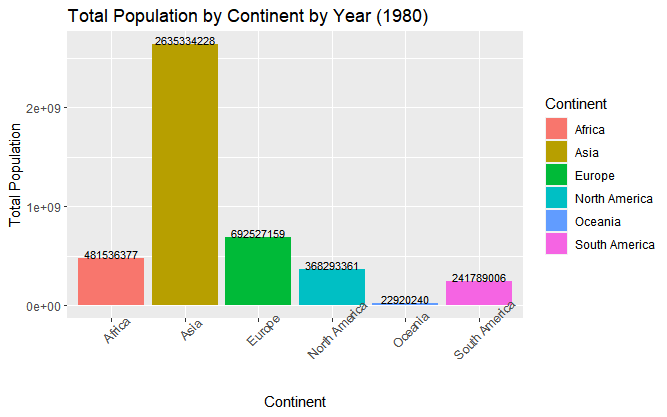 Total Population by Continent by Year (1980)
Total Population
2e+09
1e+09
0e+00
481536377
2635334228
692527159
368293361
22920240
241789006
Africa
Asia
Europe
North America
Oceania
South America
Continent
Continent
Africa
Asia
Europe
North America
Oceania
South America